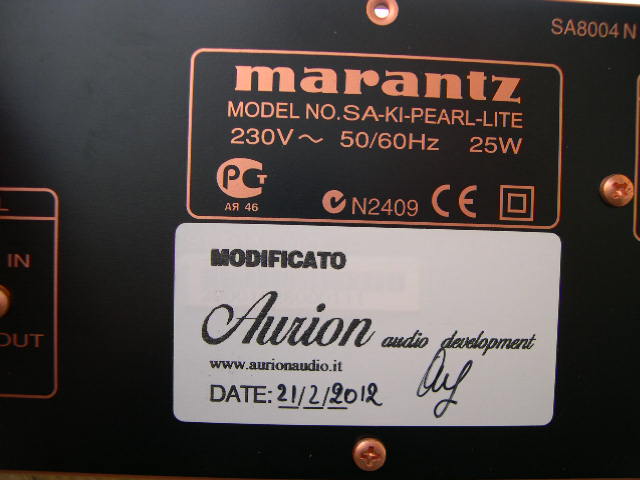 SA8004 N
marantz
MODEL NO. SA-KI-PEARL-LITE
230V~ 50/60Hz 25W
PCT
АЯ 46
N2409 CE
L
IN
OUT
MODIFICATO
Aurion audio development
www.aurionaudio.it
DATE: 21/2/2012